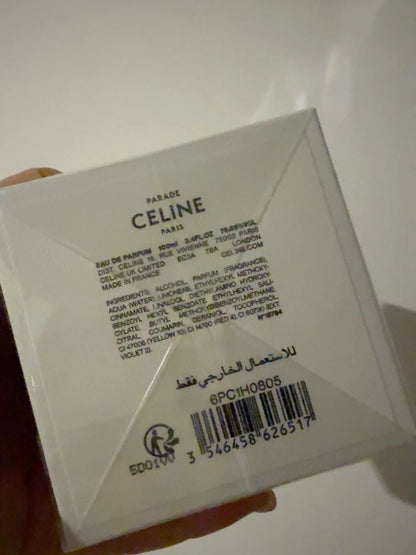 PARADE
CELINE
PARIS
EAU DE PARFUM 100ml 3.4FL.OZ 79.69%VOL
DIST. CELINE 16, RUE VIVIENNE 75002 PARIS
CELINE UK LIMITED EC3A 7BA LONDON
MADE IN FRANCE CELINE.COM
INGREDIENTS: ALCOHOL, PARFUM (FRAGRANCE),
AQUA (WATER), LIMONENE, ETHYLHEXYL METHOXY-
CINNAMATE, LINALOOL, DIETHYLAMINO HYDROXY-
BENZOYL HEXYL BENZOATE, ETHYLHEXYL SALI-
CYLATE, BUTYL METHOXYDIBENZOYLMETHANE,
CITRAL, COUMARIN, GERANIOL, TOCOPHEROL,
CI 47005 (YELLOW 10), CI 14700 (RED 4), CI 60730 (EXT.
VIOLET 2). N°
للاستعمال الخارجي فقط
6PC1H0805
3 546458 626517